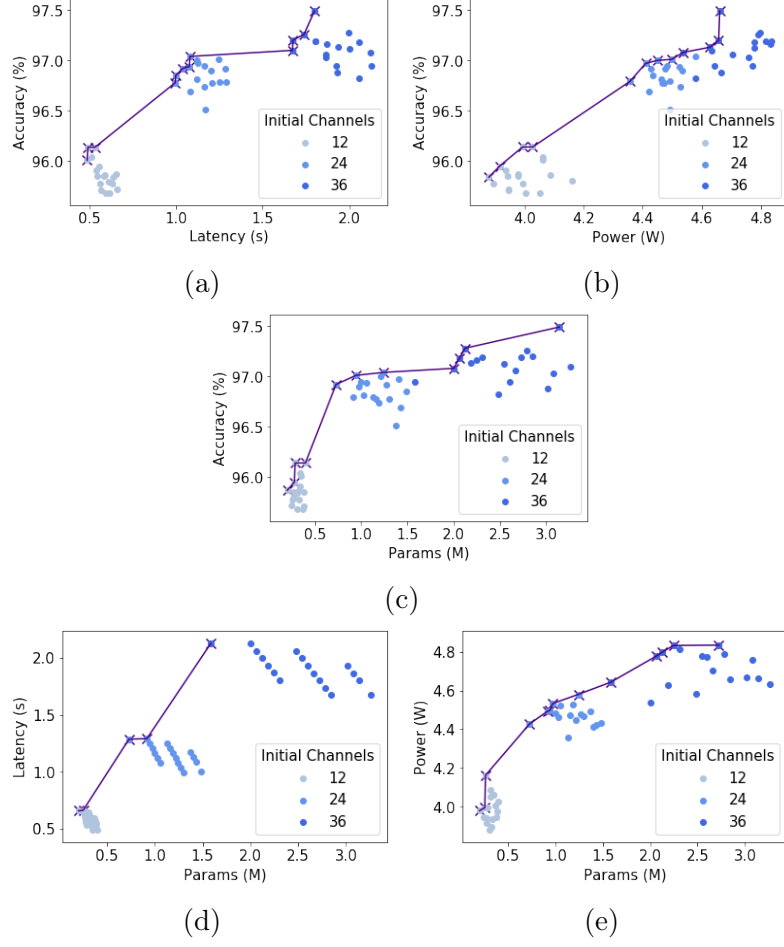 97.5
97.0
96.5
96.0
Accuracy (%)
0.5 1.0 1.5 2.0
Latency (s)
Initial Channels
12
24
36
(a)
97.5
97.0
96.5
96.0
Accuracy (%)
4.0 4.2 4.4 4.6 4.8
Power (W)
Initial Channels
12
24
36
(b)
97.5
97.0
96.5
96.0
Accuracy (%)
0.5 1.0 1.5 2.0 2.5 3.0
Params (M)
Initial Channels
12
24
36
(c)
2.0
1.5
1.0
0.5
Latency (s)
0.5 1.0 1.5 2.0 2.5 3.0
Params (M)
Initial Channels
12
24
36
(d)
4.8
4.6
4.4
4.2
4.0
Power (W)
0.5 1.0 1.5 2.0 2.5 3.0
Params (M)
Initial Channels
12
24
36
(e)